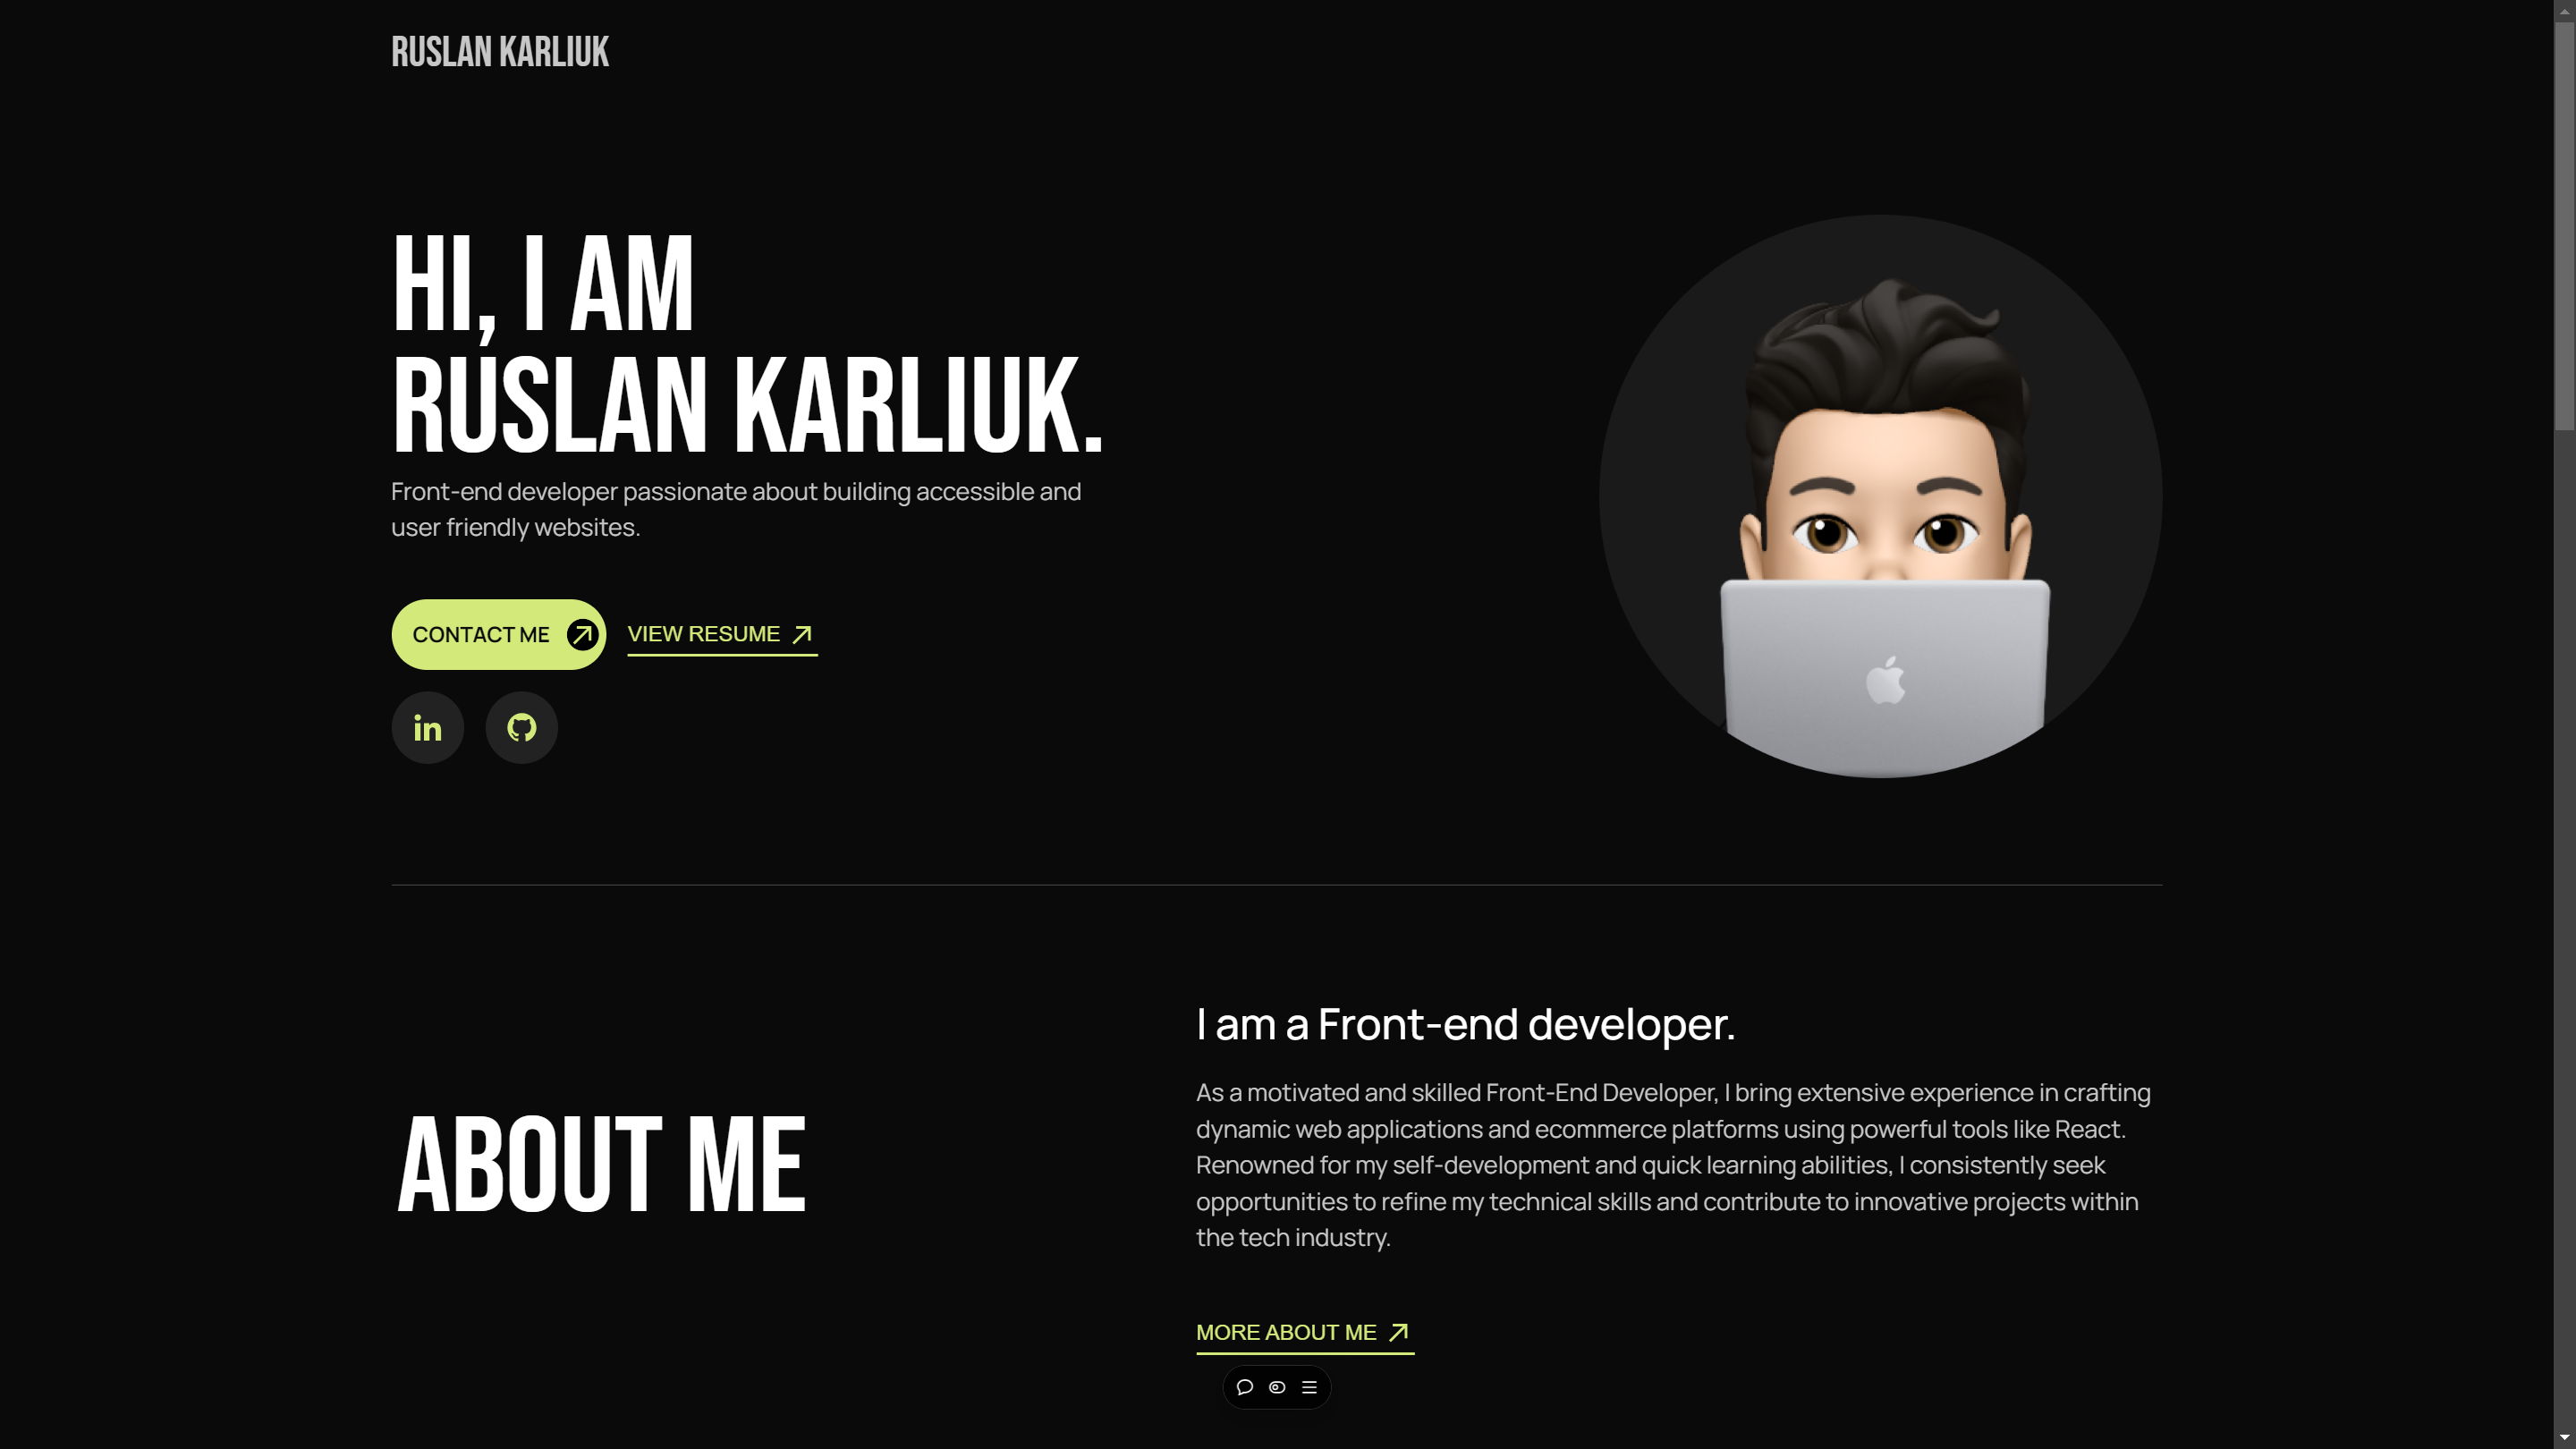 RUSLAN KARLIUK
HI, I AM
RUSLAN KARLIUK.
Front-end developer passionate about building accessible and
user friendly websites.
CONTACT ME
VIEW RESUME
in
ABOUT ME
I am a Front-end developer.
As a motivated and skilled Front-End Developer, I bring extensive experience in crafting
dynamic web applications and ecommerce platforms using powerful tools like React.
Renowned for my self-development and quick learning abilities, I consistently seek
opportunities to refine my technical skills and contribute to innovative projects within
the tech industry.
MORE ABOUT ME